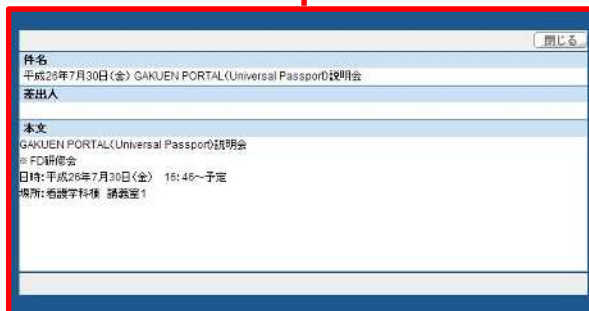 閉じる
件名
平成26年7月30日(金) GAKUEN PORTAL(Universal Passport)説明会
差出人
本文
GAKUEN PORTAL(Universal Passport)説明会
※ FD研修会
日時:平成26年7月30日(金) 16:46~予定
場所:看護学科棟 講義室1